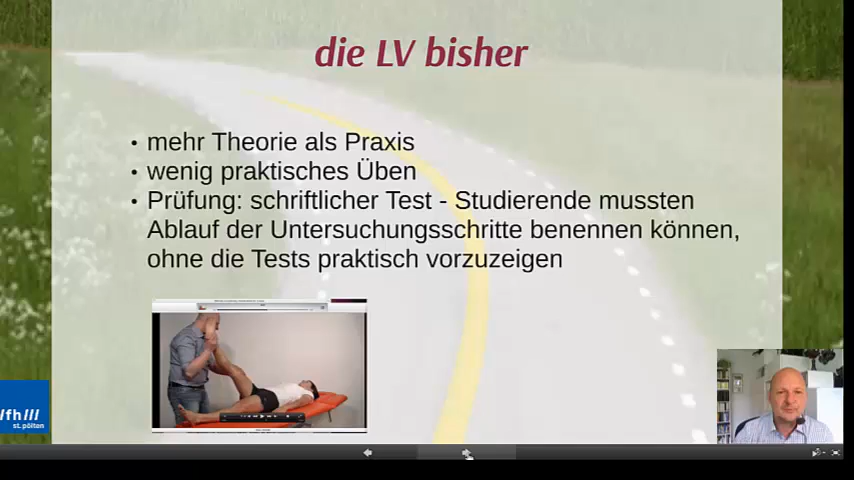 die LV bisher
• mehr Theorie als Praxis
• wenig praktisches Üben
• Prüfung: schriftlicher Test - Studierende mussten
Ablauf der Untersuchungsschritte benennen können,
ohne die Tests praktisch vorzuzeigen
/fh///
st.pölten